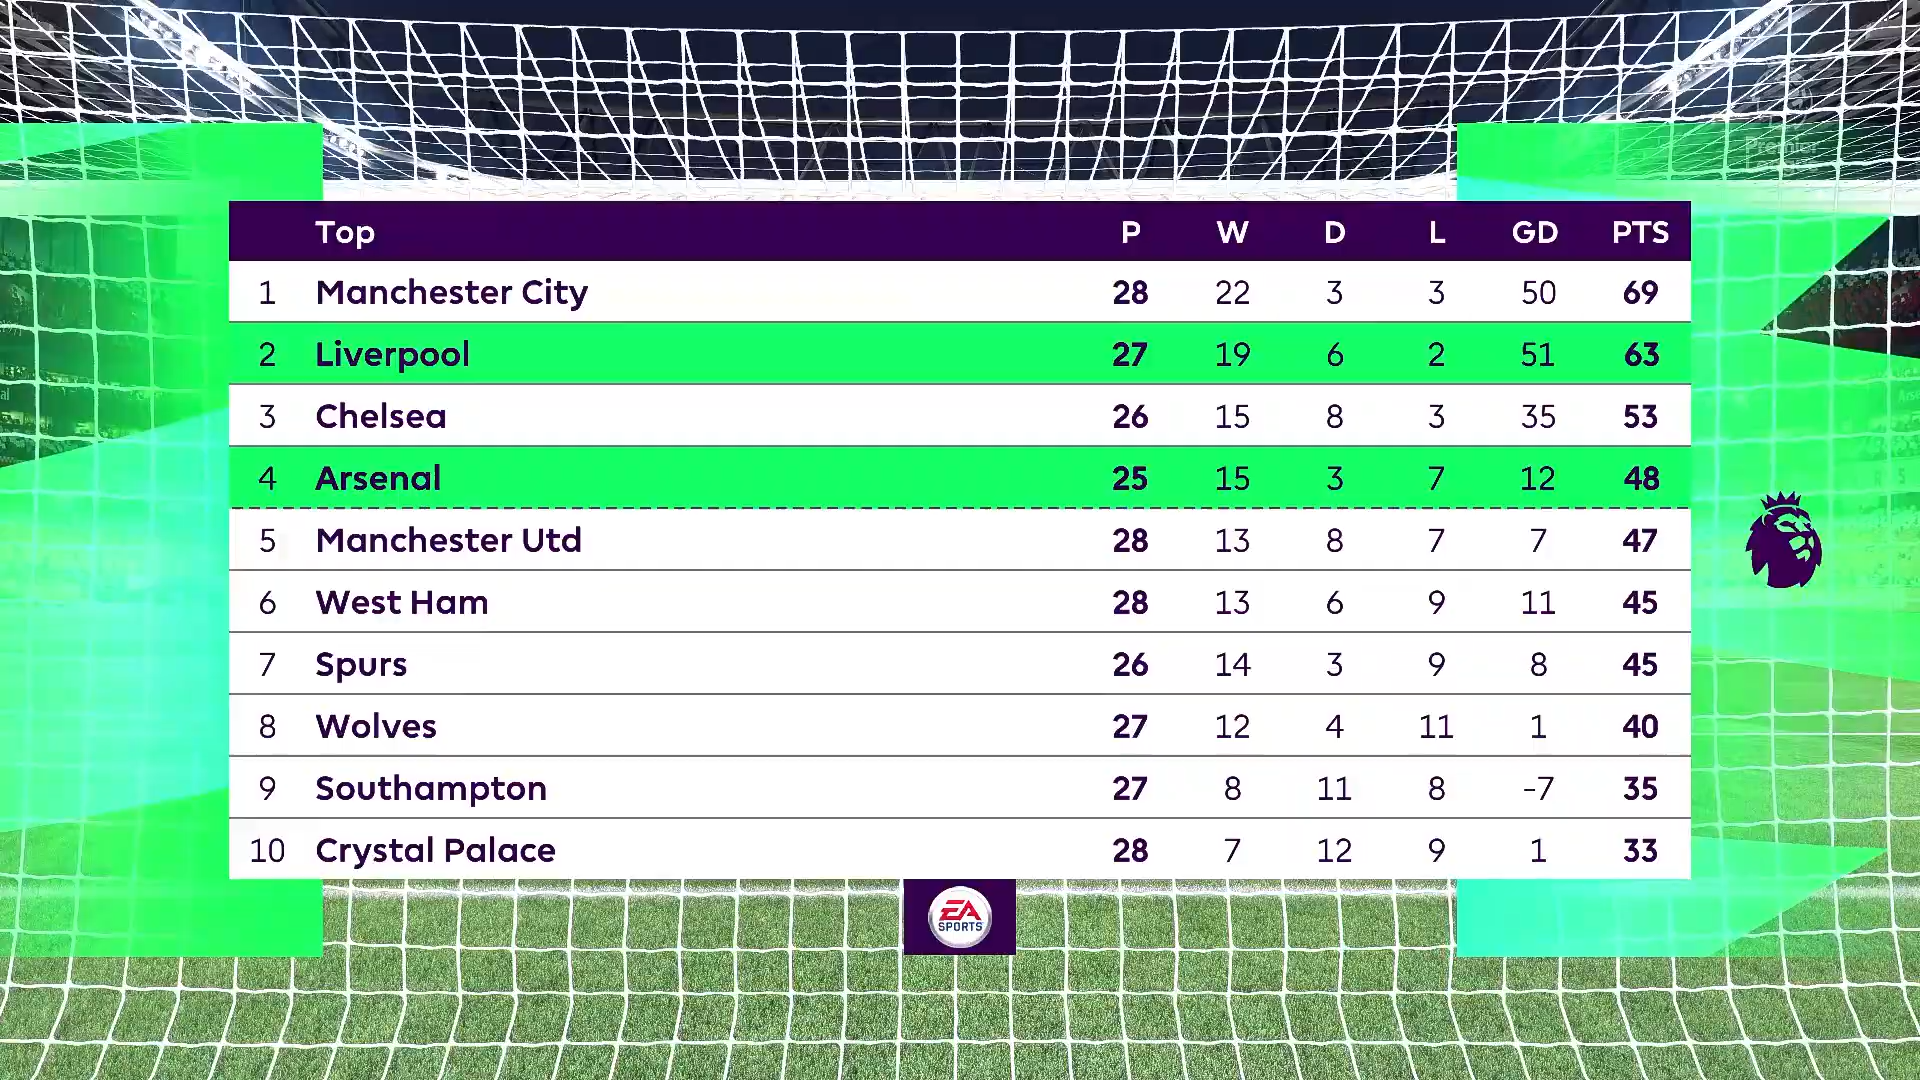 Premier
Top P W D L GD PTS
1 Manchester City 28 22 3 3 50 69
2 Liverpool 27 19 6 2 51 63
3 Chelsea 26 15 8 3 35 53
4 Arsenal 25 15 3 7 12 48
5 Manchester Utd 28 13 8 7 7 47
6 West Ham 28 13 6 9 11 45
7 Spurs 26 14 3 9 8 45
8 Wolves 27 12 4 11 1 40
9 Southampton 27 8 11 8 -7 35
10 Crystal Palace 28 7 12 9 1 33
EA
SPORTS